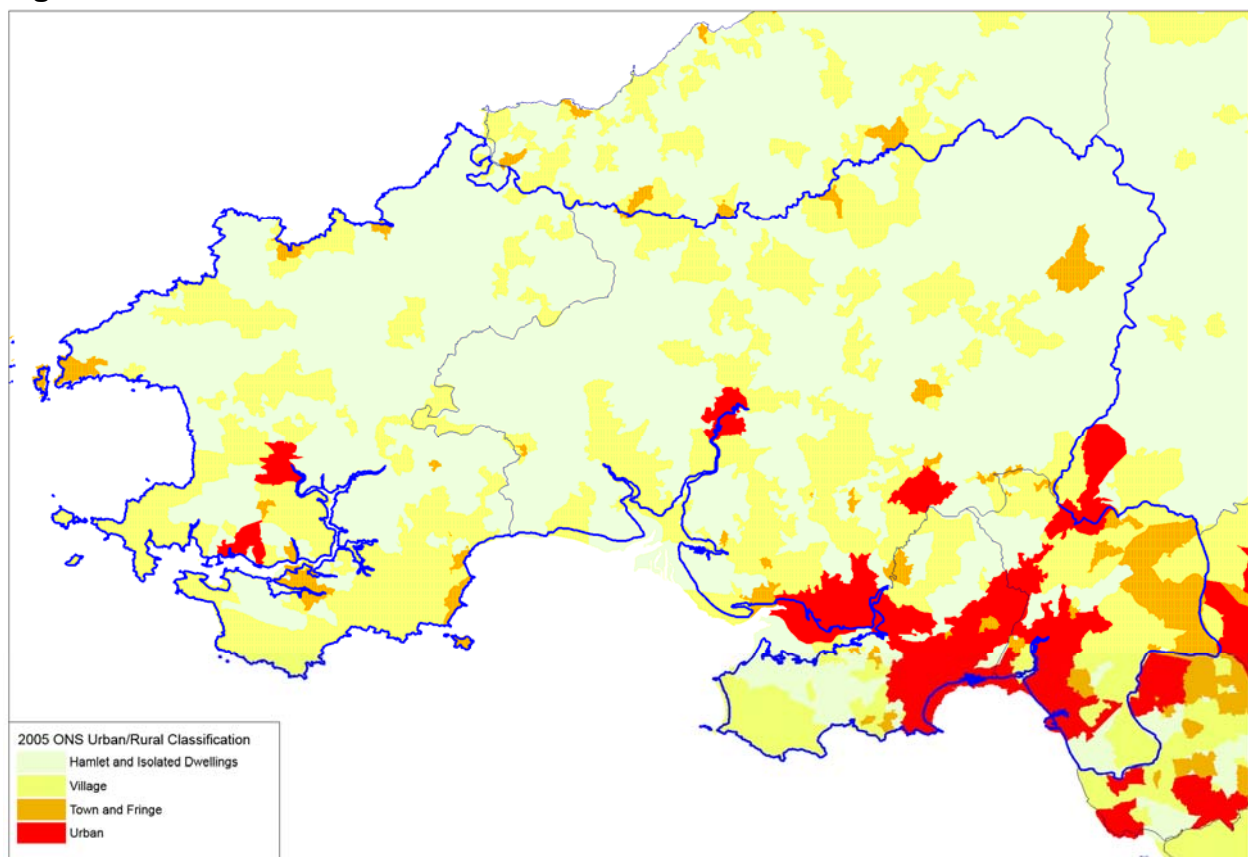 2005 ONS Urban/Rural Classification
Hamlet and Isolated Dwellings
Village
Town and Fringe
Urban